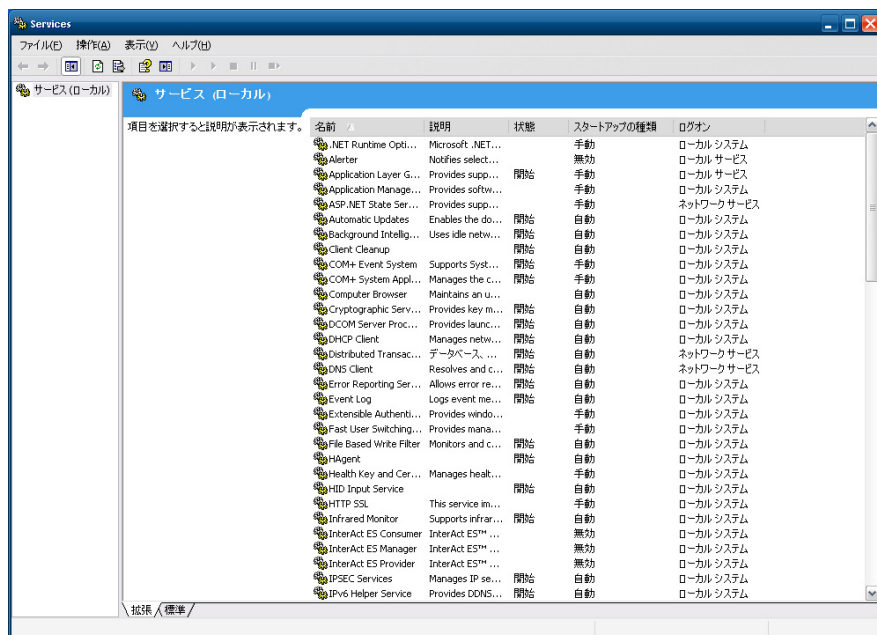 Services
ファイル(F) 操作(A) 表示(V) ヘルプ(H)
サービス (ローカル)
サービス (ローカル)
項目を選択すると説明が表示されます。
名前 説明 状態 スタートアップの種類 ログオン
.NET Runtime Opti... Microsoft .NET... 手動 ローカル システム
Alerter Notifies select... 無効 ローカル サービス
Application Layer G... Provides supp... 開始 手動 ローカル サービス
Application Manage... Provides softw... 手動 ローカル システム
ASP.NET State Ser... Provides supp... 手動 ネットワーク サービス
Automatic Updates Enables the do... 開始 自動 ローカル システム
Background Intellig... Uses idle netw... 開始 自動 ローカル システム
Client Cleanup 開始 自動 ローカル システム
COM+ Event System Supports Syst... 開始 手動 ローカル システム
COM+ System Appl... Manages the c... 開始 手動 ローカル システム
Computer Browser Maintains an u... 自動 ローカル システム
Cryptographic Serv... Provides key m... 開始 自動 ローカル システム
DCOM Server Proc... Provides launc... 開始 自動 ローカル システム
DHCP Client Manages netw... 開始 自動 ローカル システム
Distributed Transac... データベース、... 開始 自動 ネットワーク サービス
DNS Client Resolves and c... 開始 自動 ネットワーク サービス
Error Reporting Ser... Allows error re... 開始 自動 ローカル システム
Event Log Logs event me... 開始 自動 ローカル システム
Extensible Authenti... Provides windo... 手動 ローカル システム
Fast User Switching... Provides mana... 手動 ローカル システム
File Based Write Filter Monitors and c... 開始 自動 ローカル システム
HAgent 開始 自動 ローカル システム
Health Key and Cer... Manages healt... 手動 ローカル システム
HID Input Service 開始 自動 ローカル システム
HTTP SSL This service im... 手動 ローカル システム
Infrared Monitor Supports infrar... 開始 自動 ローカル システム
InterAct ES Consumer InterAct ES™ ... 無効 ローカル システム
InterAct ES Manager InterAct ES™ ... 無効 ローカル システム
InterAct ES Provider InterAct ES™ ... 無効 ローカル システム
IPSEC Services Manages IP se... 開始 自動 ローカル システム
IPv6 Helper Service Provides DDNS... 開始 自動 ローカル システム
拡張 標準